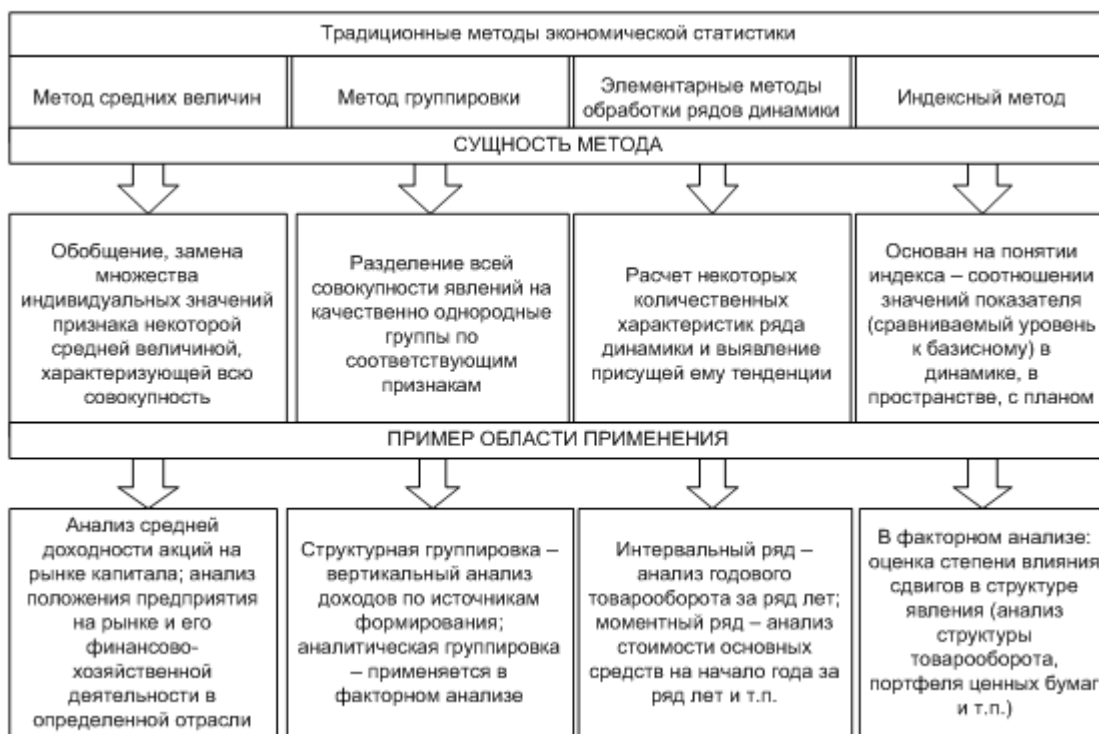 Традиционные методы экономической статистики
Метод средних величин
Метод группировки
Элементарные методы
обработки рядов динамики
Индексный метод
СУЩНОСТЬ МЕТОДА
Обобщение, замена
множества
индивидуальных значений
признака некоторой
средней величиной,
характеризующей всю
совокупность
Разделение всей
совокупности явлений на
качественно однородные
группы по
соответствующим
признакам
Расчет некоторых
количественных
характеристик ряда
динамики и выявление
присущей ему тенденции
Основан на понятии
индекса – соотношении
значений показателя
(сравниваемый уровень
к базисному) в
динамике, в
пространстве, с планом
ПРИМЕР ОБЛАСТИ ПРИМЕНЕНИЯ
Анализ средней
доходности акций на
рынке капитала; анализ
положения предприятия
на рынке и его
финансово-
хозяйственной
деятельности в
определенной отрасли
Структурная группировка –
вертикальный анализ
доходов по источникам
формирования;
аналитическая группировка
– применяется в
факторном анализе
Интервальный ряд –
анализ годового
товарооборота за ряд лет;
моментный ряд – анализ
стоимости основных
средств на начало года за
ряд лет и т.п.
В факторном анализе:
оценка степени влияния
сдвигов в структуре
явления (анализ
структуры
товарооборота,
портфеля ценных бумаг
и т.п.)